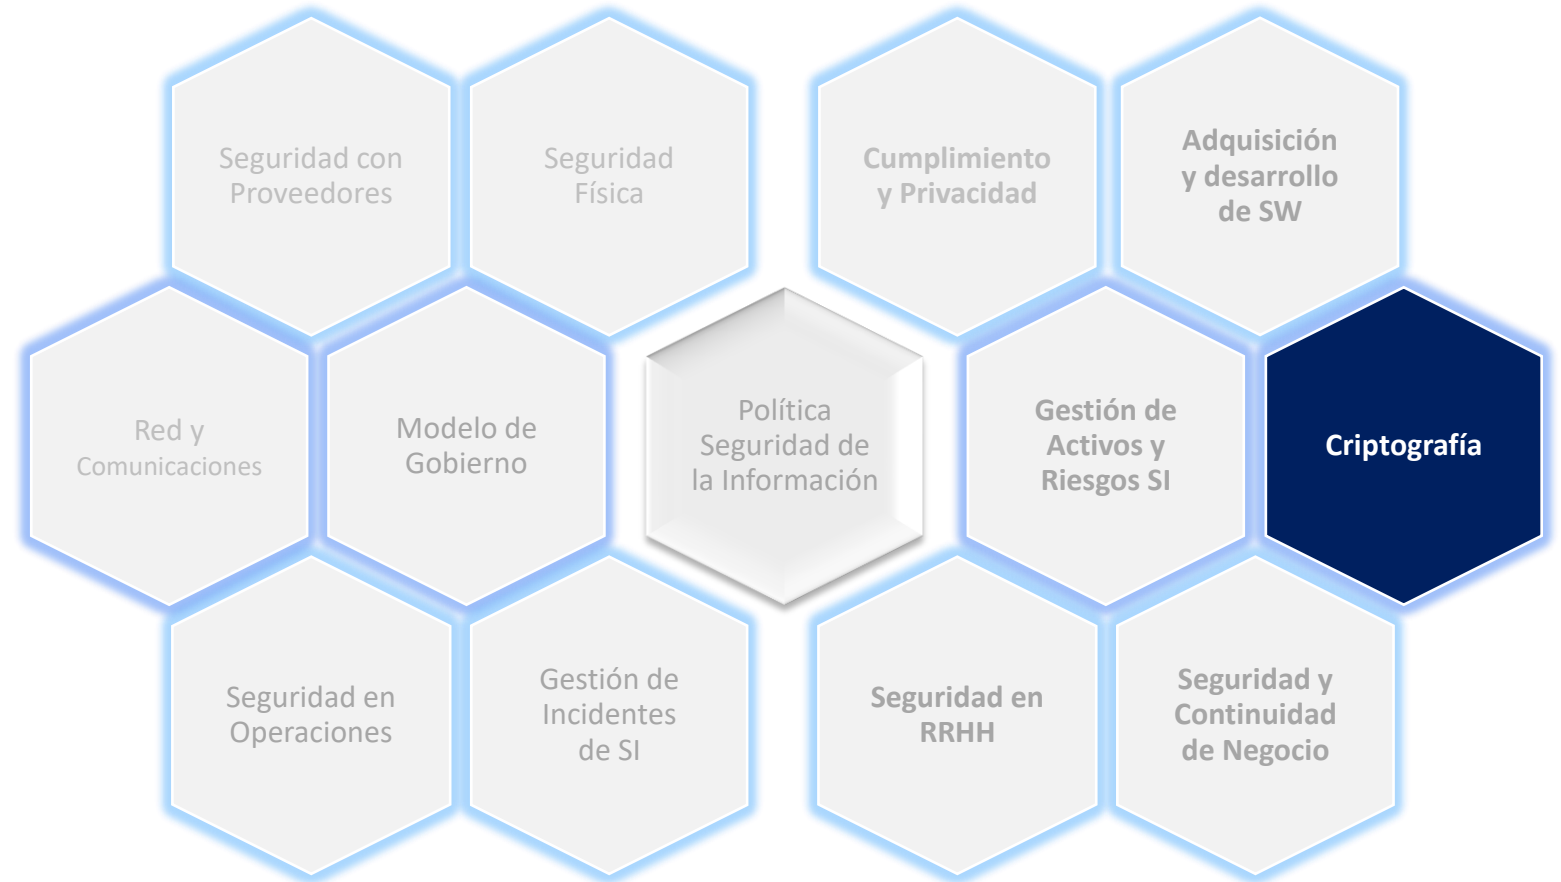 Seguridad con
Proveedores
Seguridad
Física
Cumplimiento
y Privacidad
Adquisición
y desarrollo
de SW
Red y
Comunicaciones
Modelo de
Gobierno
Política
Seguridad de
la Información
Gestión de
Activos y
Riesgos SI
Criptografía
Seguridad en
Operaciones
Gestión de
Incidentes
de SI
Seguridad en
RRHH
Seguridad y
Continuidad
de Negocio